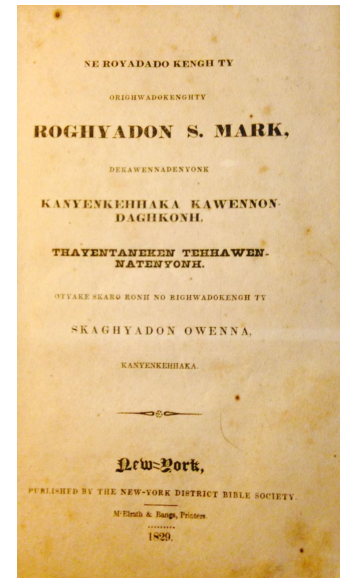 NE ROYADADO KENGH TY
ORIGHWADOKENGHTY
ROGHYADON S. MARK,
DEKAWENNADENYONK
KANYENKEHHAKA KAWENNON-
DAGHKONH,
THAYENTANEKEN TEHHAWEN-
NATENYONH.
OTYAKE SKARO RONH NO RIGHWADOKENGH TY
SKAGHYADON OWENNA,
KANYENKEHHAKA.
New=York,
PUBLISHED BY THE NEW-YORK DISTRICT BIBLE SOCIETY
M'Elrath & Bangs, Printers
1829.